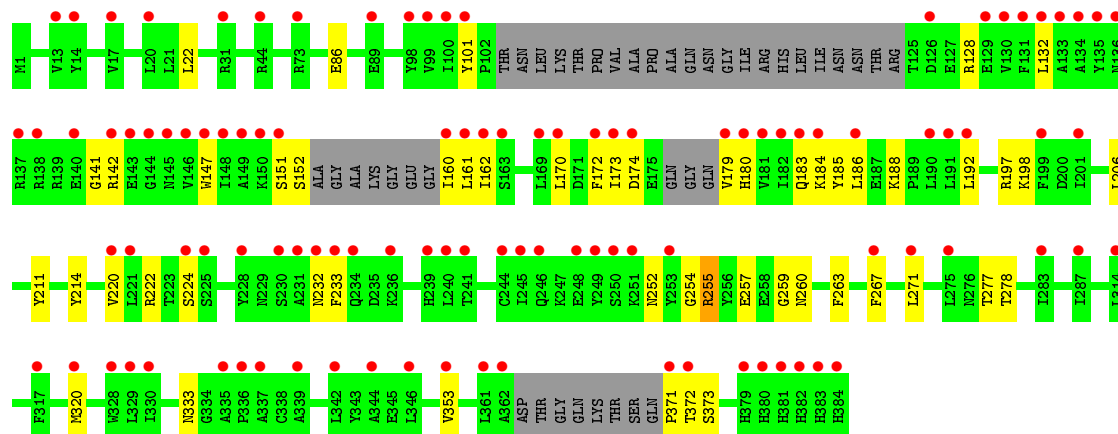 M1 V13 Y14 V17 L20 L21 L22 R31 R44 R73 E86 E89 Y98 V99 I100 Y101 P102 THR ASN LEU LYS THR PRO VAL ALA PRO ALA GLN ASN GLY ILE ARG HIS LEU ILE ASN ASN THR ARG T125 D126 E127 R128 E129 V130 F131 L132 A133 A134 Y135 N136
R137 R138 R139 E140 G141 R142 E143 G144 N145 V146 W147 I148 A149 K150 S151 S152 ALA GLY ALA LYS GLY GLU GLY I160 L161 I162 S163 L169 L170 D171 F172 I173 D174 E175 GLN GLY GLN V179 H180 V181 I182 Q183 K184 Y185 L186 E187 K188 P189 L190 L191 L192 R197 K198 F199 D200 I201 L206
Y211 Y214 V220 L221 R222 T223 S224 S225 Y228 N229 S230 A231 N232 F233 Q234 D235 K236 H239 L240 T241 C244 I245 Q246 K247 H248 Y249 S250 K251 N252 Y253 G254 R255 Y256 E257 E258 G259 N260 F263 F267 L271 L275 N276 T277 T278 F283 I287 L314
F317 M320 W328 L329 I330 N333 G334 A335 P336 A337 C338 A339 L342 Y343 A344 E345 L346 V353 L361 A362 ASP THR GLY GLN LYS THR SER GLN P371 T372 S373 H379 H380 H381 H382 H383 H384